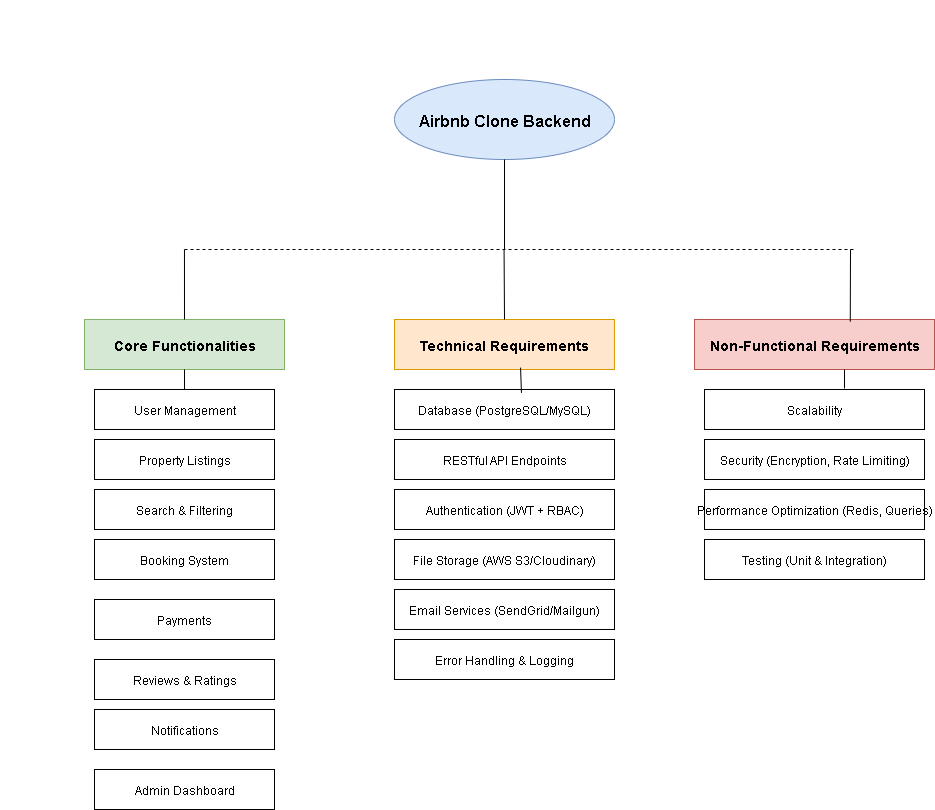 Airbnb Clone Backend
Core Functionalities
User Management
Property Listings
Search & Filtering
Booking System
Payments
Reviews & Ratings
Notifications
Admin Dashboard
Technical Requirements
Database (PostgreSQL/MySQL)
RESTful API Endpoints
Authentication (JWT + RBAC)
File Storage (AWS S3/Cloudinary)
Email Services (SendGrid/Mailgun)
Error Handling & Logging
Non-Functional Requirements
Scalability
Security (Encryption, Rate Limiting)
Performance Optimization (Redis, Queries)
Testing (Unit & Integration)